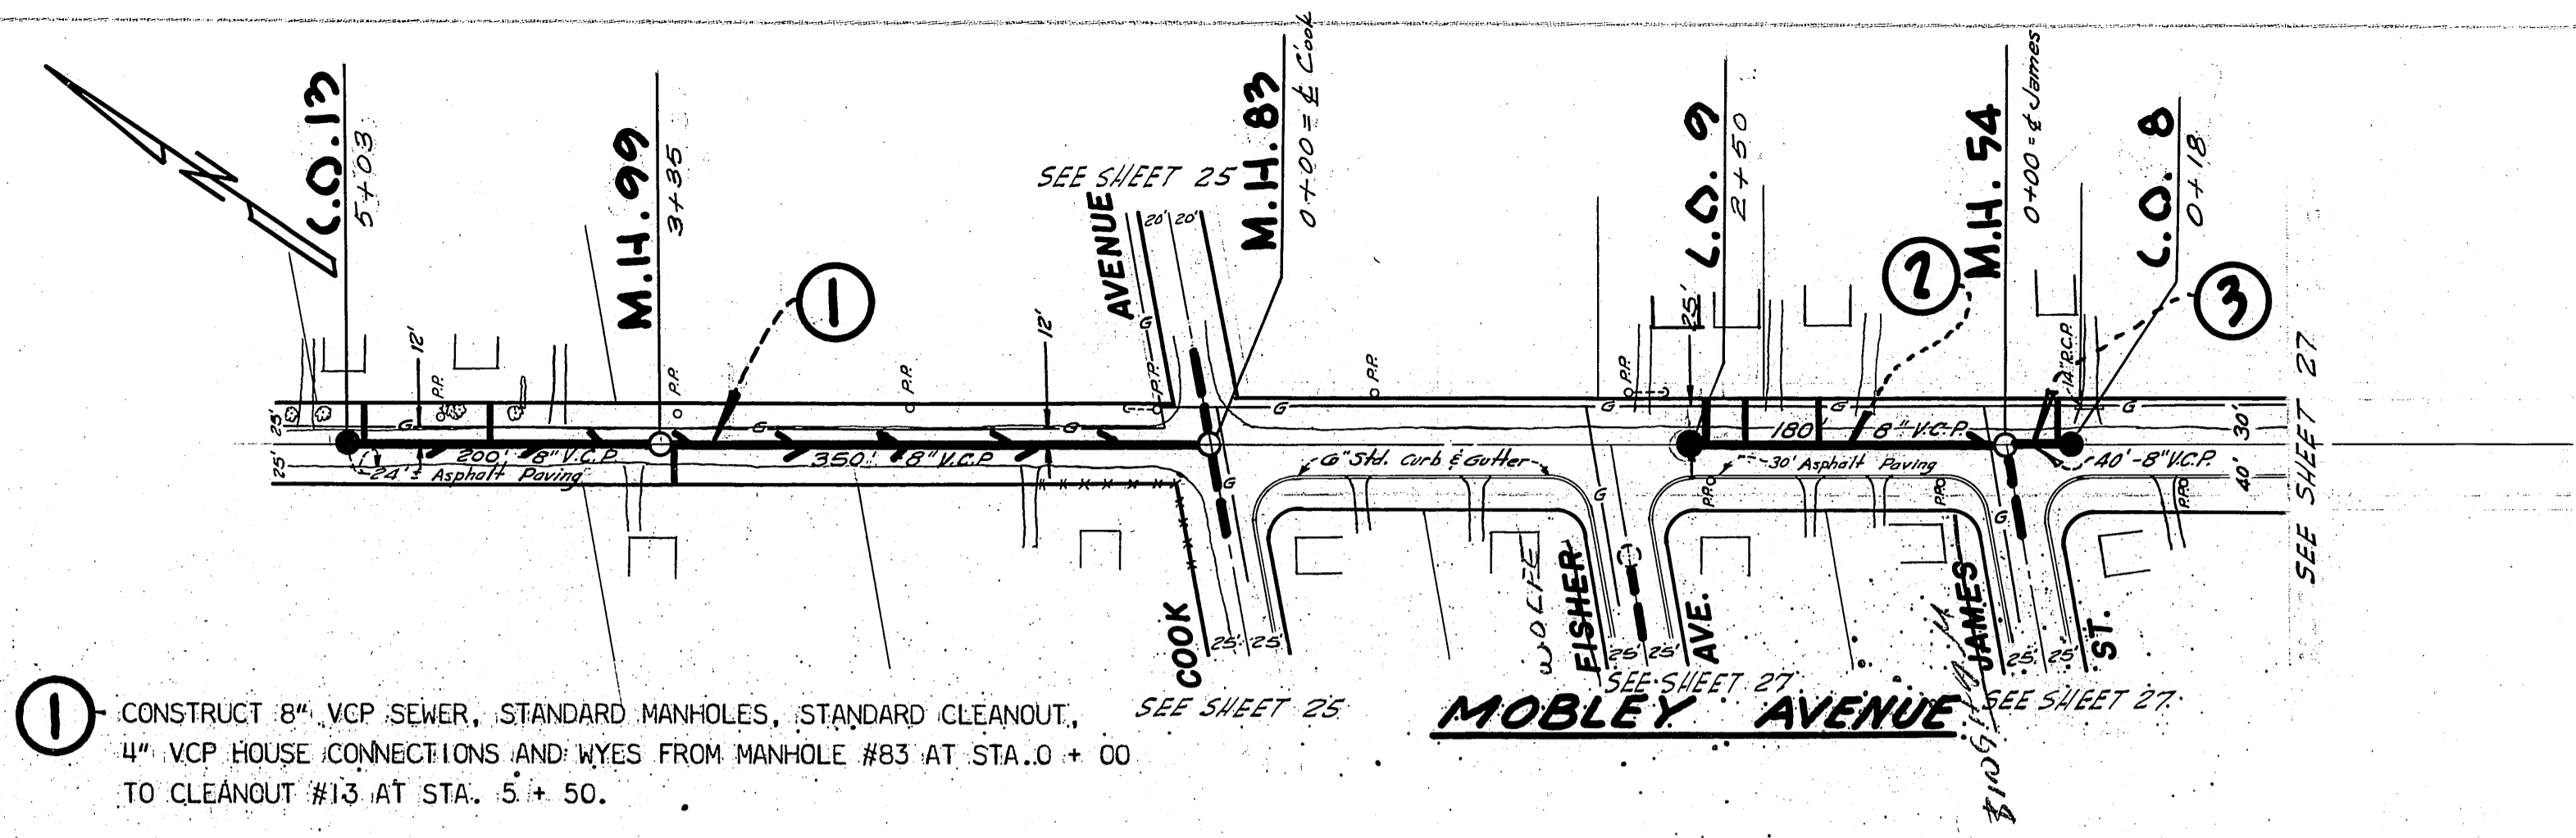 C.O. 13
5+03
M.H. 99
3+35
M.H. 83
0+00 = ℄ Cook
C.O. 9
2+50
M.H. 54
0+00 = ℄ James
C.O. 8
0+18
N
SEE SHEET 25
AVENUE
20' 20'
1
2
3
12'
12'
25'
14" R.C.P.
P.P.
P.P.
P.P.
P.P.
P.P.
P.P.
G
G
G
G
G
G
G
G
25'
25'
200' - 8" V.C.P.
24' ± Asphalt Paving
350' - 8" V.C.P.
6" Std. Curb & Gutter
180' 8" V.C.P.
30' Asphalt Paving
40' - 8" V.C.P.
30'
40'
P.P.
P.P.
P.P.
G
G
G
SEE SHEET 27
COOK
25' 25'
SEE SHEET 25
WOLFE
FISHER
25' 25'
AVE.
SEE SHEET 27
BINGHAM
JAMES
25' 25'
ST.
SEE SHEET 27
MOBLEY AVENUE
1 CONSTRUCT 8" VCP SEWER, STANDARD MANHOLES, STANDARD CLEANOUT,
4" VCP HOUSE CONNECTIONS AND WYES FROM MANHOLE #83 AT STA. 0 + 00
TO CLEANOUT #13 AT STA. 5 + 50.